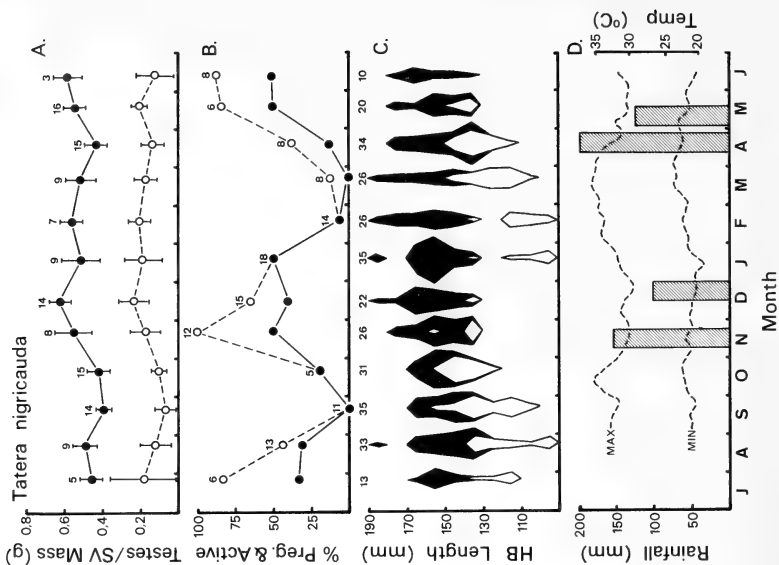 Tatera nigricauda
A.
Testes/SV Mass (g)
0.8
0.6
0.4
0.2
5 9 14 15 8 14 9 7 9 15 16 3
B.
% Preg. & Active
100
75
50
25
6 13 11 5 12 15 18 14 8 8 6 8
C.
HB Length (mm)
190
170
150
130
110
13 33 35 31 26 22 35 26 26 34 20 10
D.
Rainfall (mm)
200
150
100
50
Temp (°C)
35
30
25
20
MAX
MIN
J A S O N D J F M A M J
Month